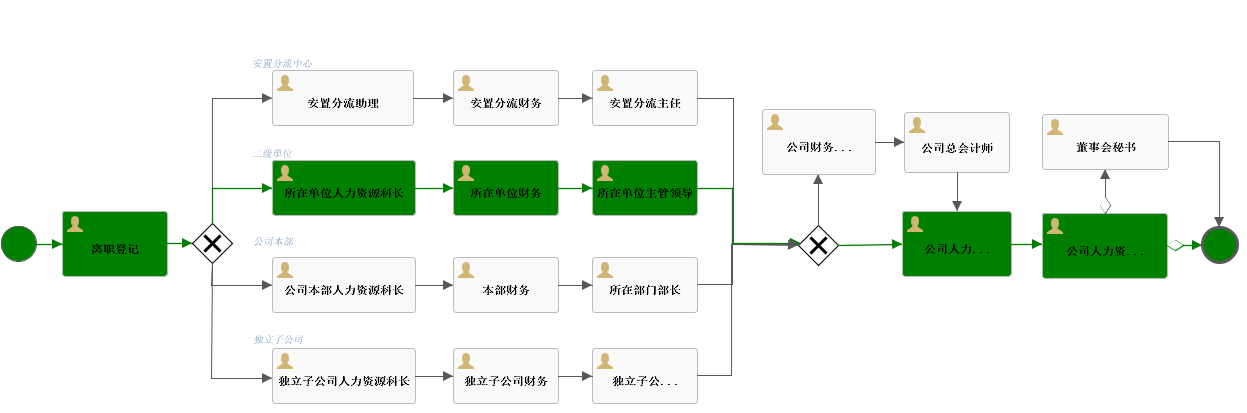 安置分流中心
安置分流助理
安置分流财务
安置分流主任
二级单位
所在单位人力资源科长
所在单位财务
所在单位主管领导
离职登记
公司本部
公司本部人力资源科长
本部财务
所在部门部长
独立子公司
独立子公司人力资源科长
独立子公司财务
独立子公...
公司财务...
公司总会计师
董事会秘书
公司人力...
公司人力资...